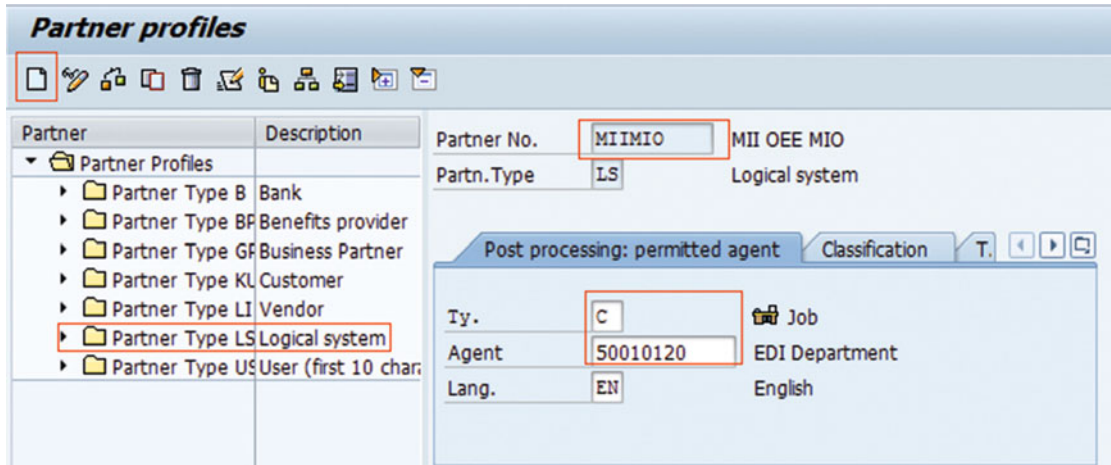 Partner profiles
Partner Description
Partner Profiles
Partner Type B Bank
Partner Type BP Benefits provider
Partner Type GP Business Partner
Partner Type KU Customer
Partner Type LI Vendor
Partner Type LS Logical system
Partner Type US User (first 10 chara
Partner No. MIIMIO MII OEE MIO
Partn.Type LS Logical system
Post processing: permitted agent Classification T.
Ty. C Job
Agent 50010120 EDI Department
Lang. EN English